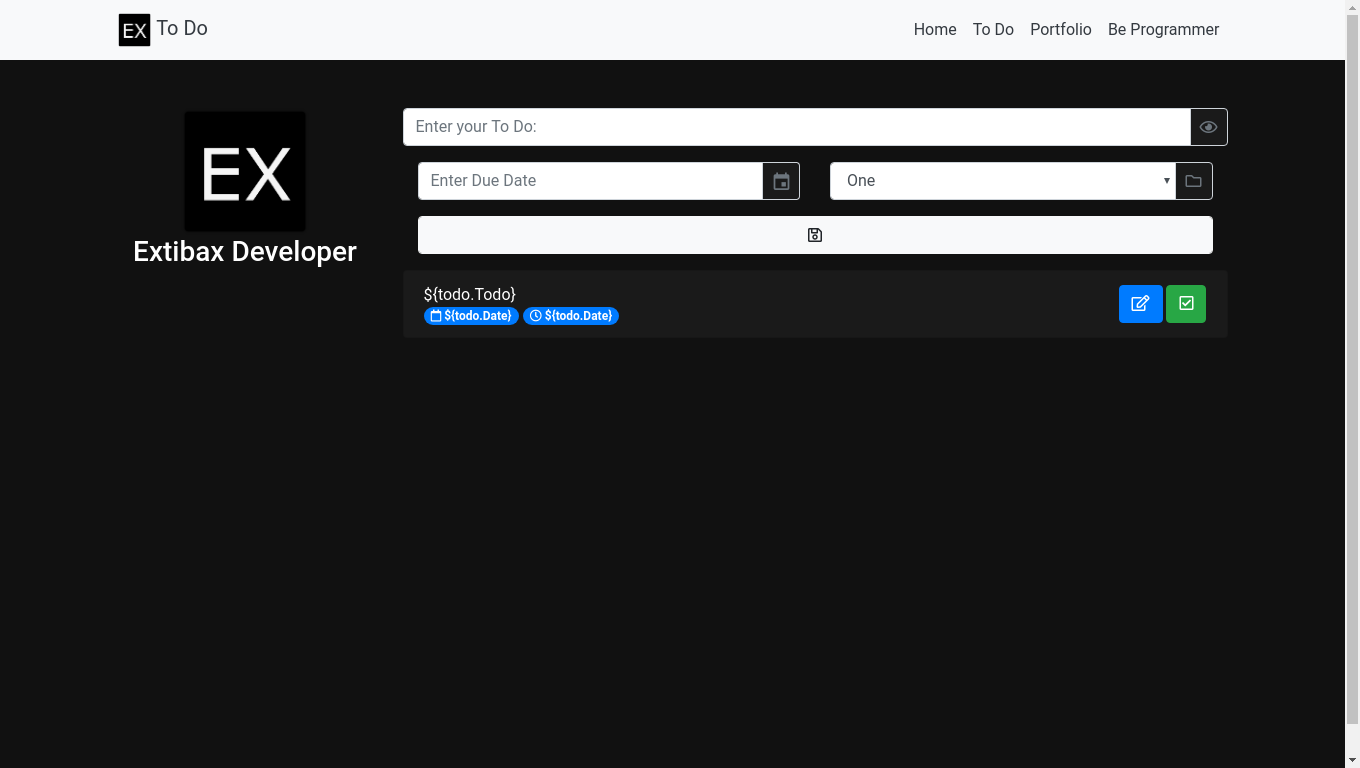 EX To Do
Home To Do Portfolio Be Programmer
EX
Extibax Developer
Enter your To Do:
Enter Due Date
One
${todo.Todo}
${todo.Date} ${todo.Date}